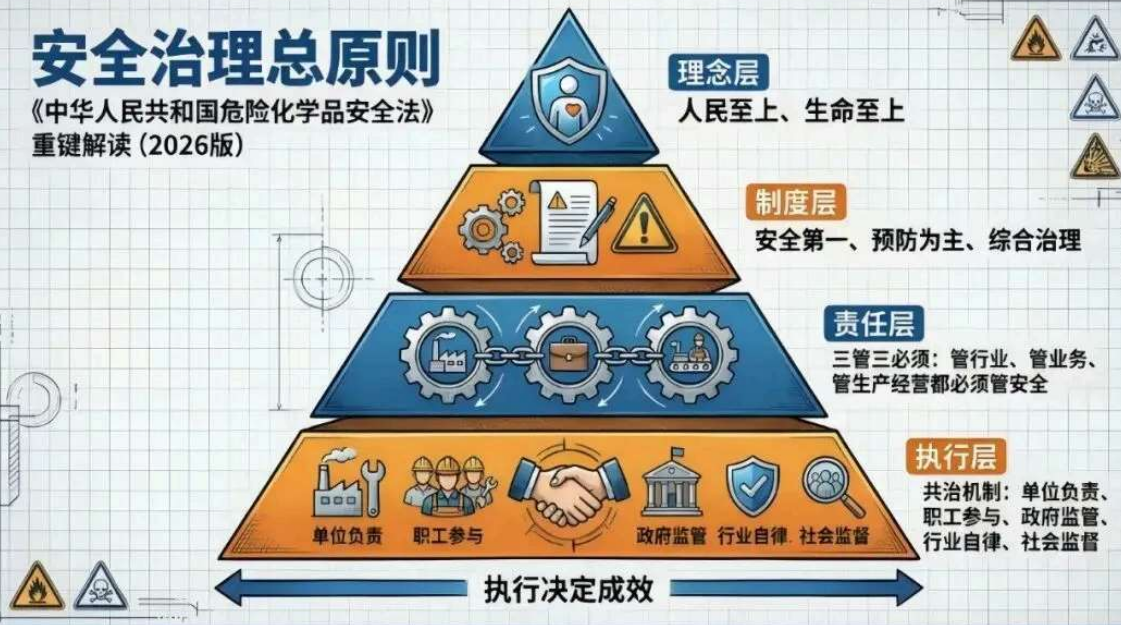 安全治理总原则
《中华人民共和国危险化学品安全法》
重键解读（2026版）
理念层
人民至上、生命至上
制度层
安全第一、预防为主、综合治理
责任层
三管三必须：管行业、管业务、
管生产经营都必须管安全
执行层
共治机制：单位负责、
职工参与、政府监管、
行业自律、社会监督
单位负责
职工参与
政府监管
行业自律
社会监督
执行决定成效